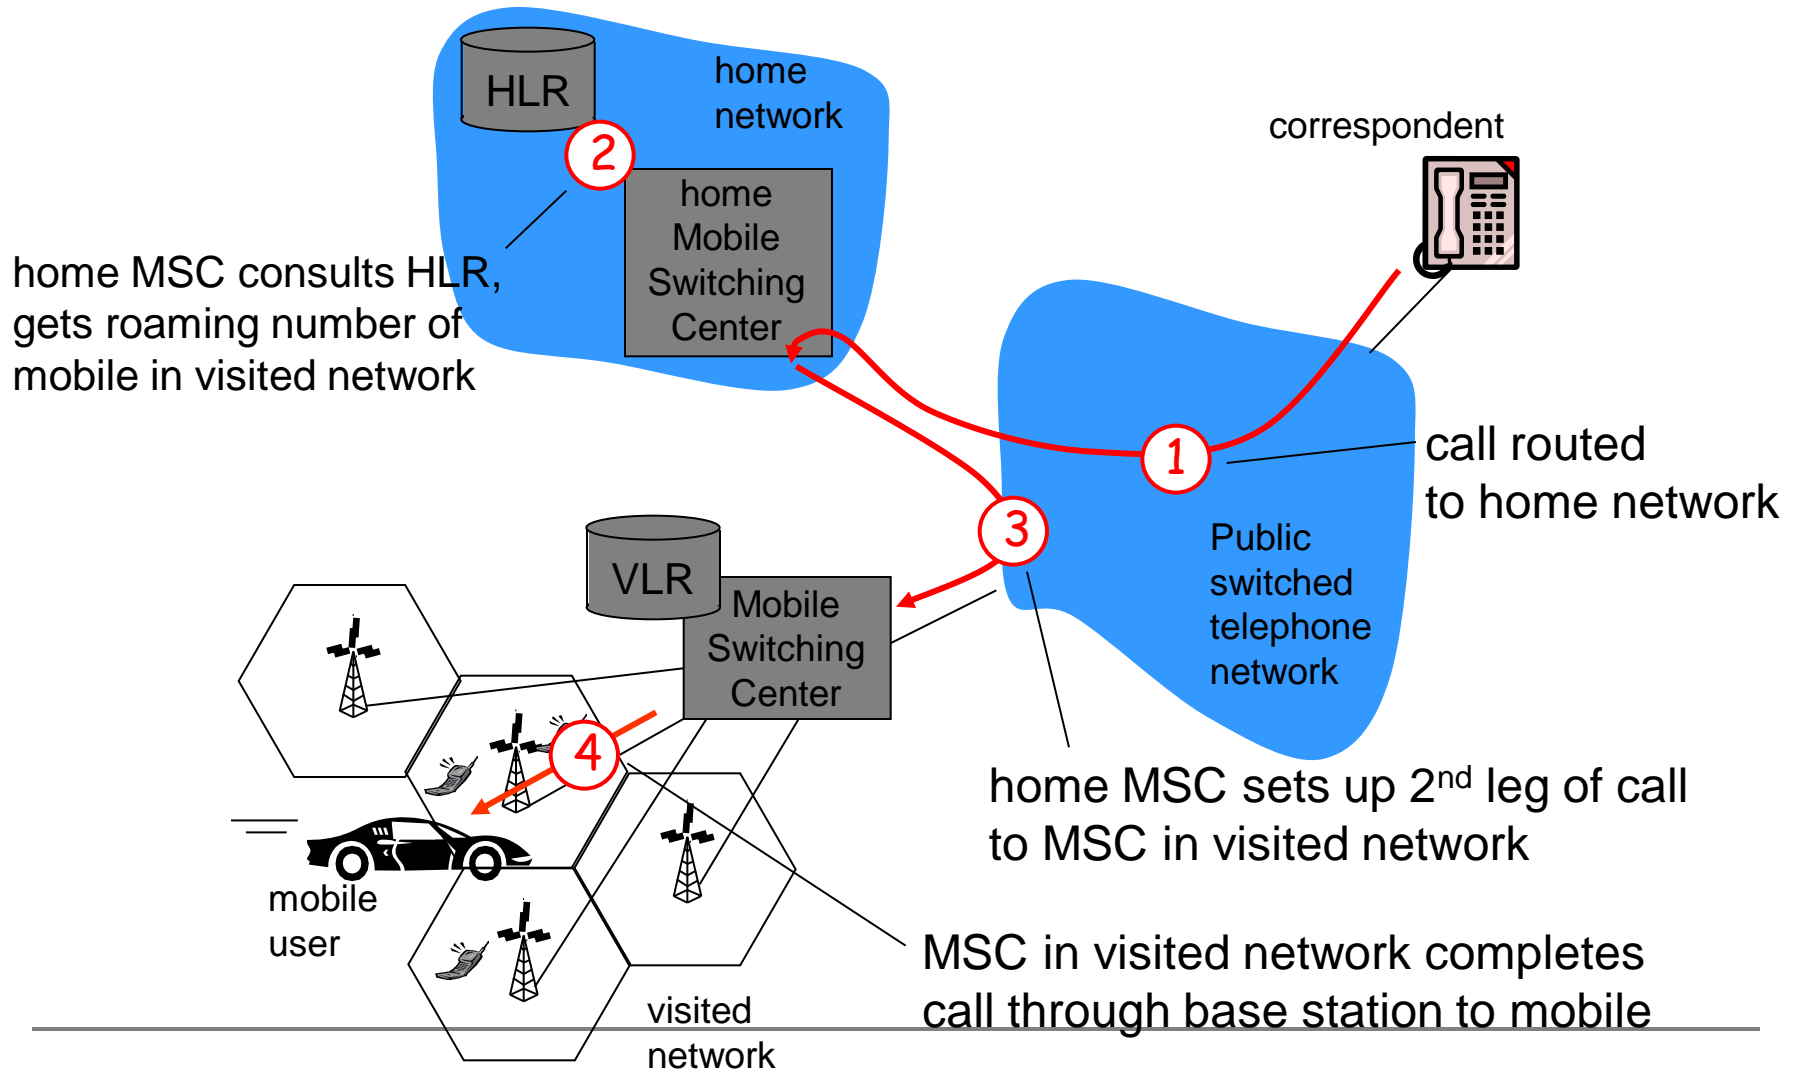 HLR
home
network
correspondent
2
home
Mobile
Switching
Center
home MSC consults HLR,
gets roaming number of
mobile in visited network
1
call routed
to home network
3
Public
switched
telephone
network
VLR
Mobile
Switching
Center
4
home MSC sets up 2nd leg of call
to MSC in visited network
mobile
user
MSC in visited network completes
call through base station to mobile
visited
network